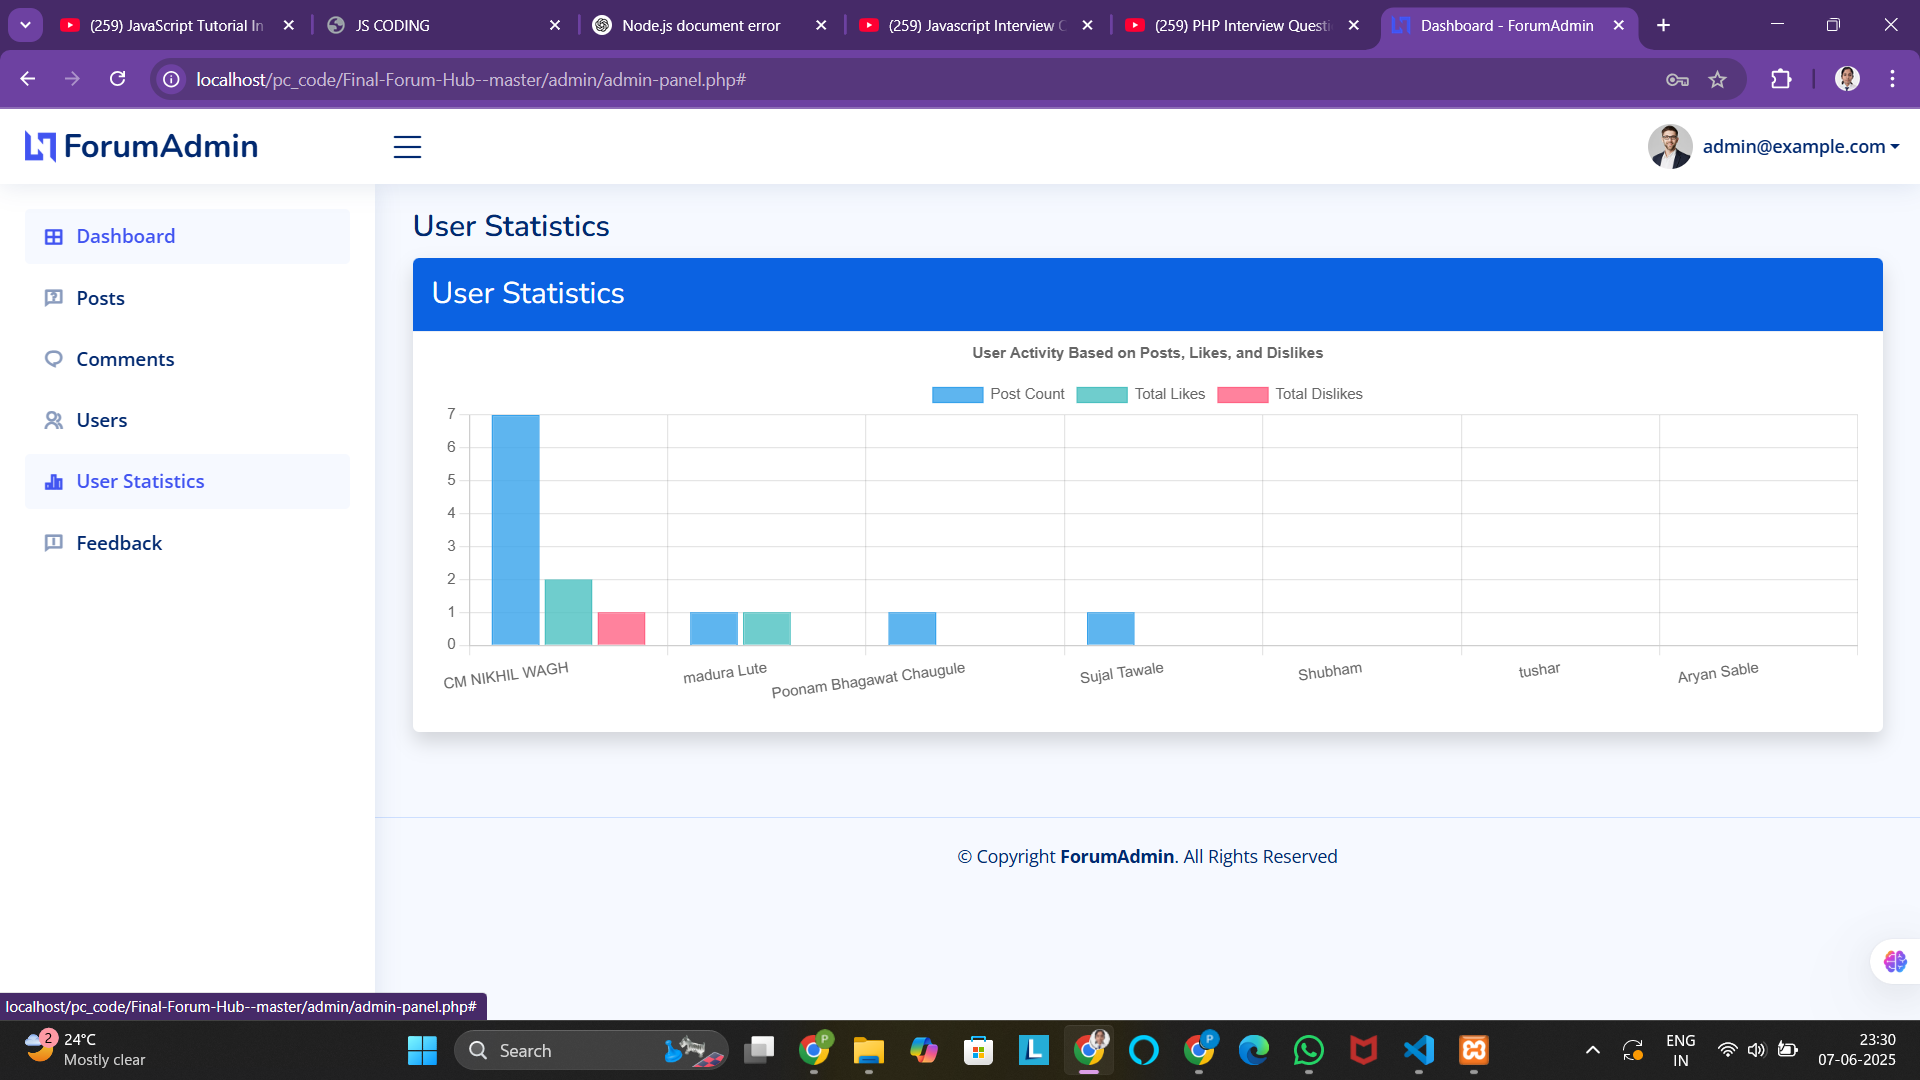 (259) JavaScript Tutorial In
JS CODING
Node.js document error
(259) Javascript Interview C
(259) PHP Interview Questi
Dashboard - ForumAdmin
localhost/pc_code/Final-Forum-Hub--master/admin/admin-panel.php#
ForumAdmin
admin@example.com
Dashboard
Posts
Comments
Users
User Statistics
Feedback
User Statistics
User Statistics
User Activity Based on Posts, Likes, and Dislikes
Post Count Total Likes Total Dislikes
7
6
5
4
3
2
1
0
CM NIKHIL WAGH
madura Lute
Poonam Bhagawat Chaugule
Sujal Tawale
Shubham
tushar
Aryan Sable
© Copyright ForumAdmin. All Rights Reserved
localhost/pc_code/Final-Forum-Hub--master/admin/admin-panel.php#
2
24°C
Mostly clear
Search
P
L
P
ENG
IN
23:30
07-06-2025